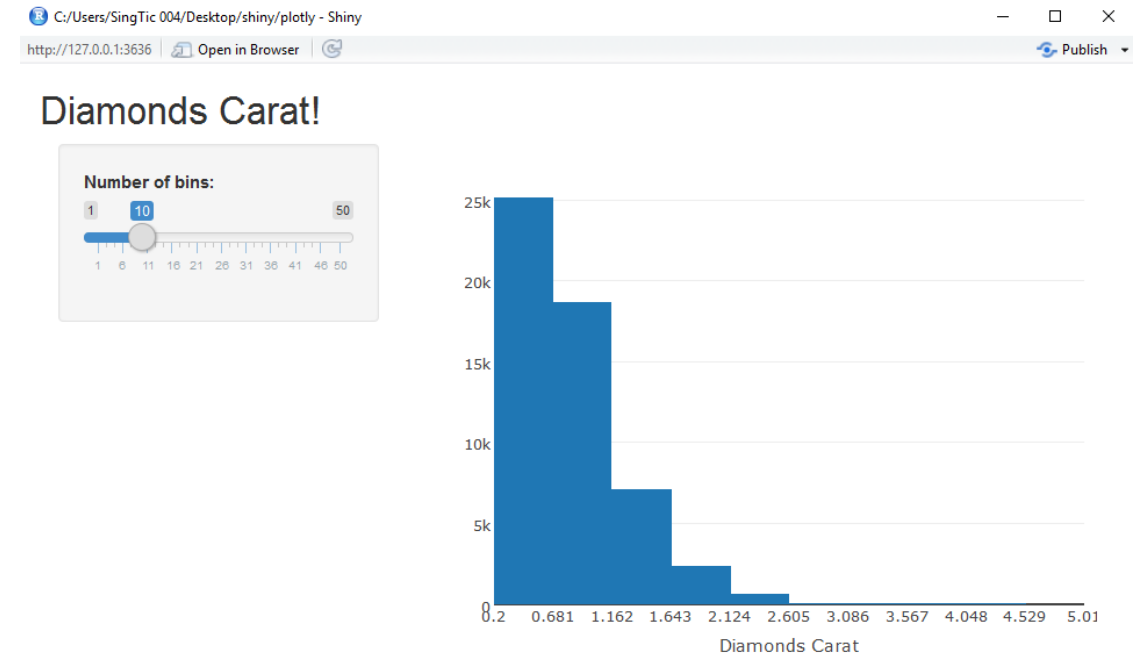 C:/Users/SingTic 004/Desktop/shiny/plotly - Shiny
http://127.0.0.1:3636 Open in Browser Publish
Diamonds Carat!
Number of bins:
1 10 50
1 6 11 16 21 26 31 36 41 46 50
25k
20k
15k
10k
5k
0
0.2 0.681 1.162 1.643 2.124 2.605 3.086 3.567 4.048 4.529 5.01
Diamonds Carat